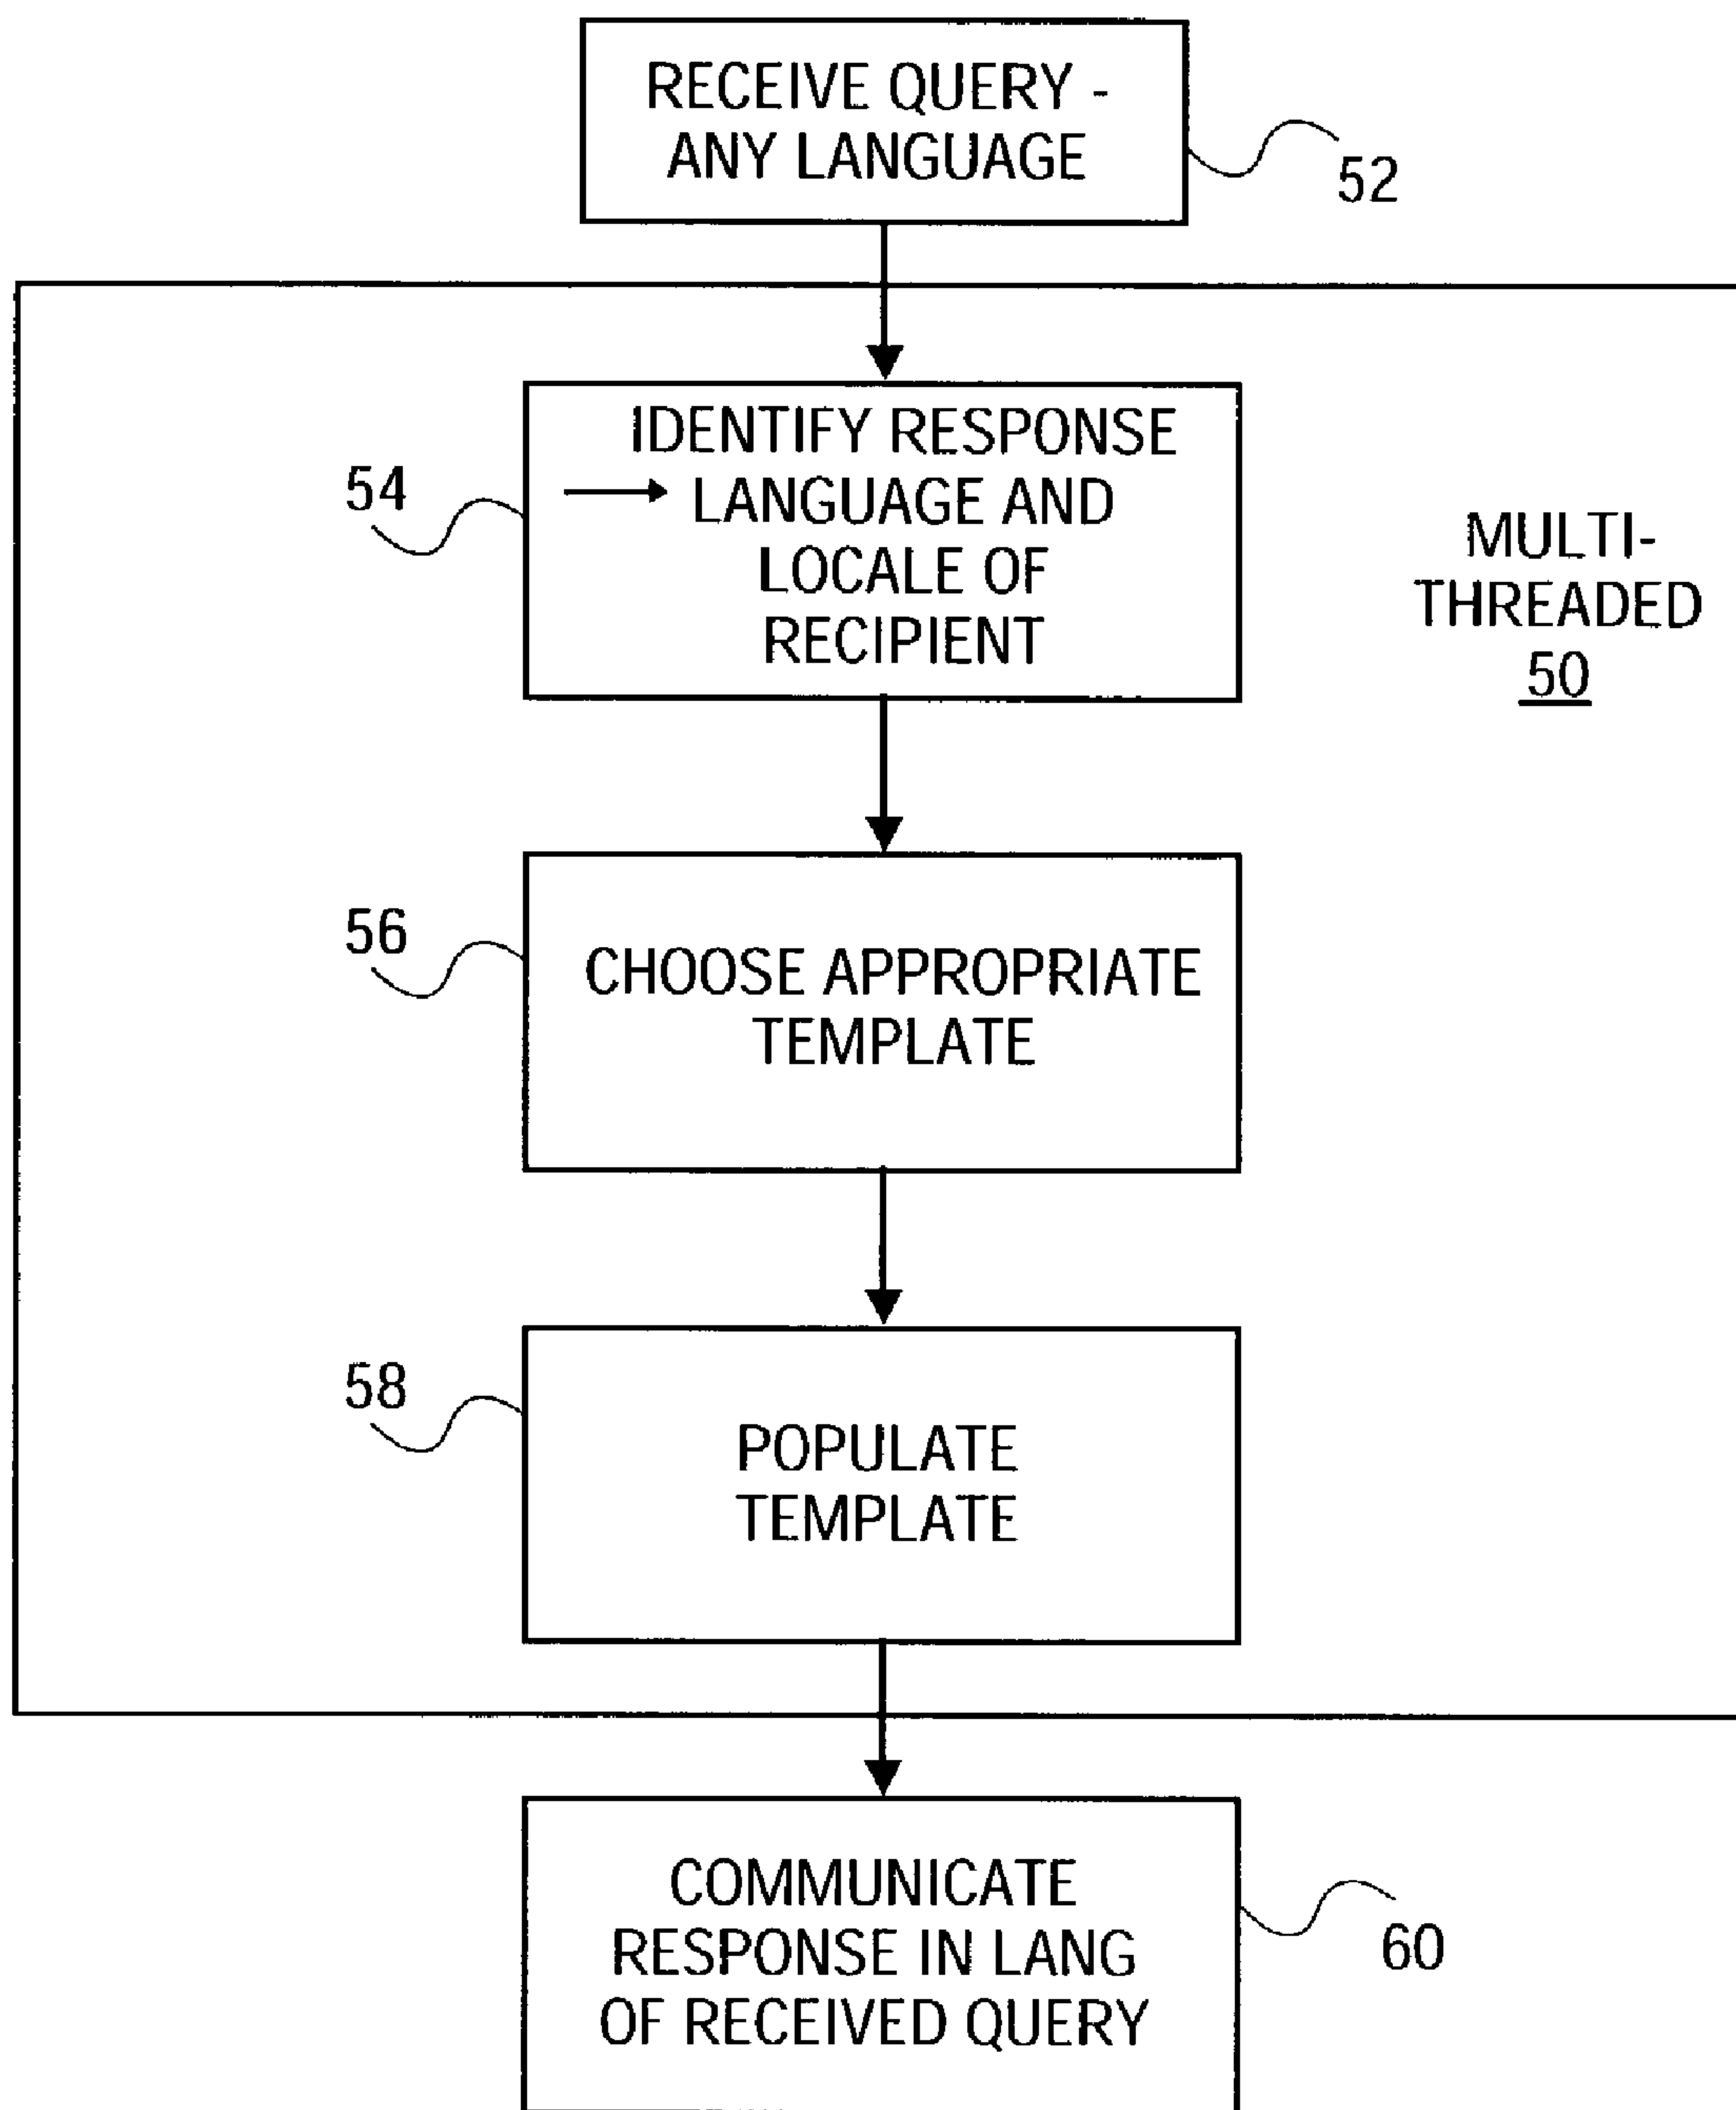 RECEIVE QUERY -
ANY LANGUAGE
52
IDENTIFY RESPONSE
LANGUAGE AND
LOCALE OF
RECIPIENT
54
MULTI-
THREADED
50
56
CHOOSE APPROPRIATE
TEMPLATE
58
POPULATE
TEMPLATE
COMMUNICATE
RESPONSE IN LANG
OF RECEIVED QUERY
60